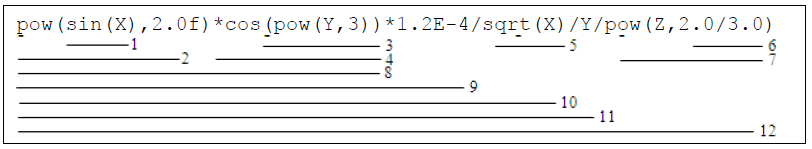 pow(sin(X),2.0f)*cos(pow(Y,3))*1.2E-4/sqrt(X)/Y/pow(Z,2.0/3.0)
1 3 5 6
2 4 7
8
9
10
11
12